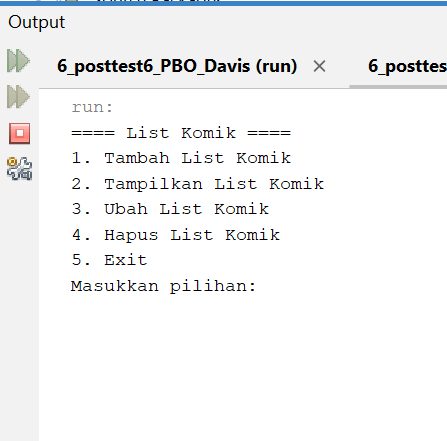 Output
6_posttest6_PBO_Davis (run) × 6_posttes
run:
==== List Komik ====
1. Tambah List Komik
2. Tampilkan List Komik
3. Ubah List Komik
4. Hapus List Komik
5. Exit
Masukkan pilihan: